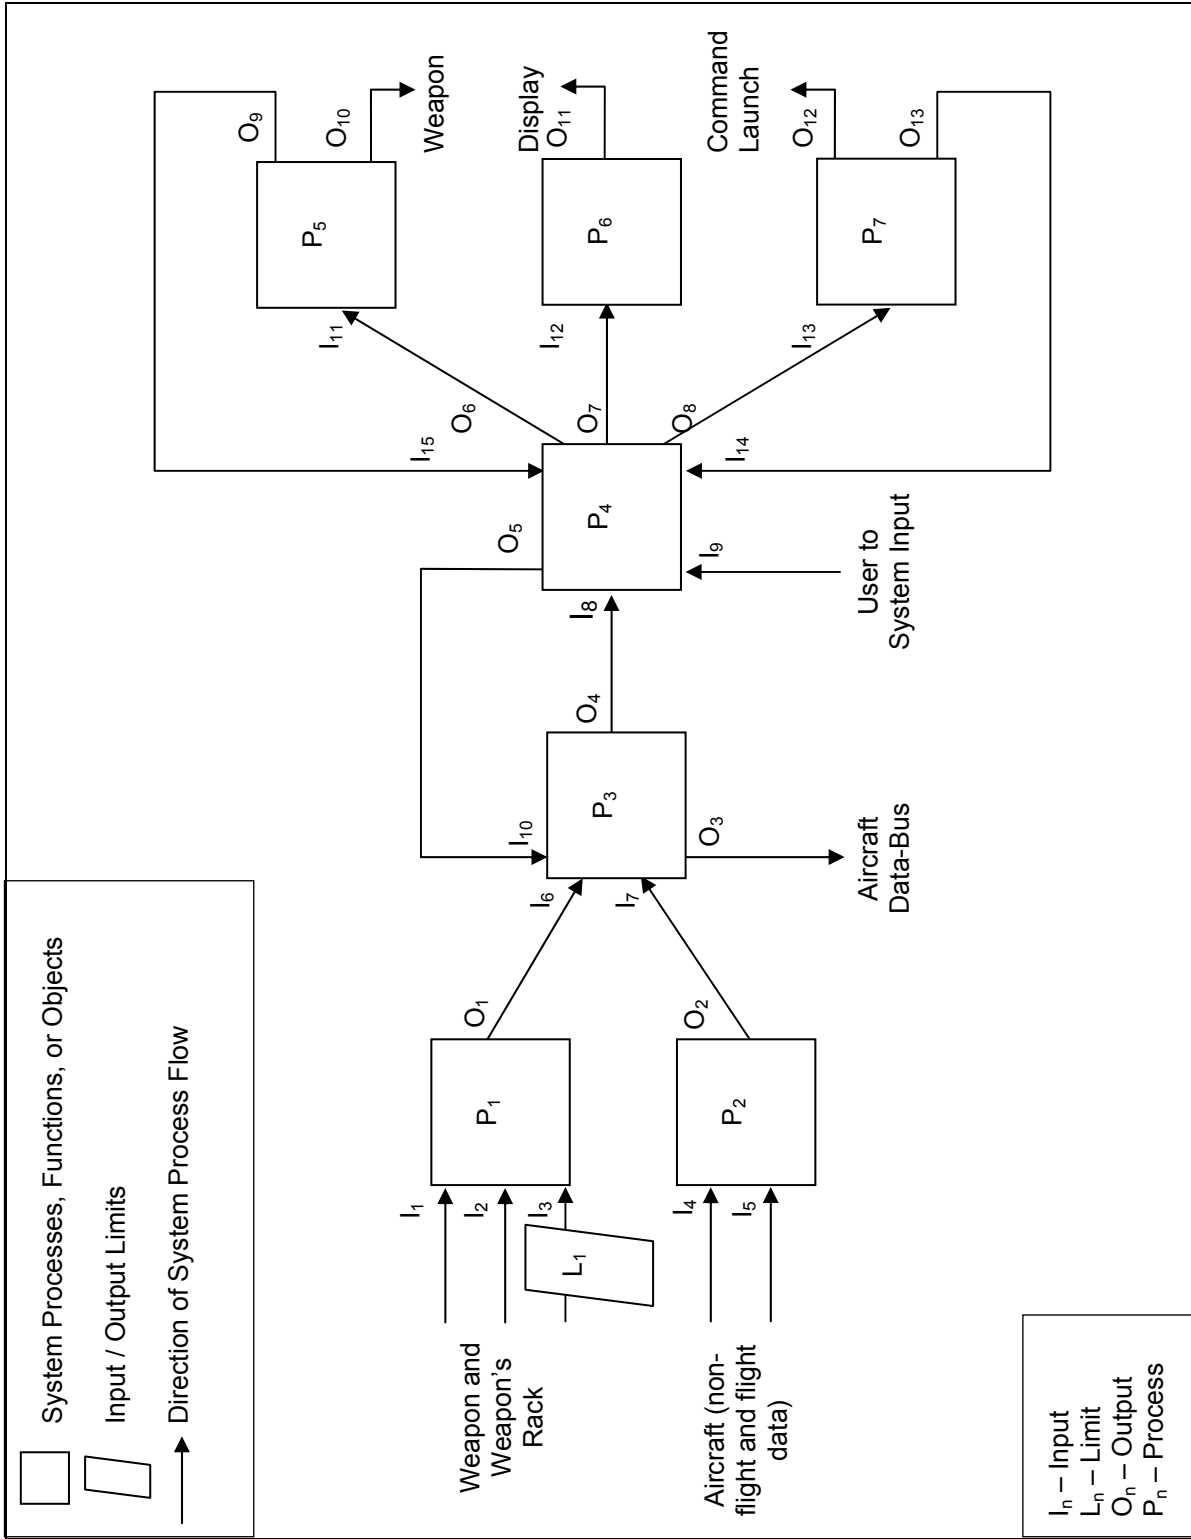 System Processes, Functions, or Objects
Input / Output Limits
Direction of System Process Flow
Weapon and
Weapon's
Rack
I₁
I₂
I₃
L₁
P₁
O₁
Aircraft (non-
flight and flight
data)
I₄
I₅
P₂
O₂
I₆
I₇
I₁₀
P₃
O₃
O₄
Aircraft
Data-Bus
O₅
I₈
I₉
P₄
User to
System Input
I₁₅
I₁₄
O₆
O₇
O₈
I₁₁
P₅
O₉
O₁₀
Weapon
I₁₂
P₆
Display
O₁₁
I₁₃
P₇
Command
Launch
O₁₂
O₁₃
Iₙ – Input
Lₙ – Limit
Oₙ – Output
Pₙ – Process